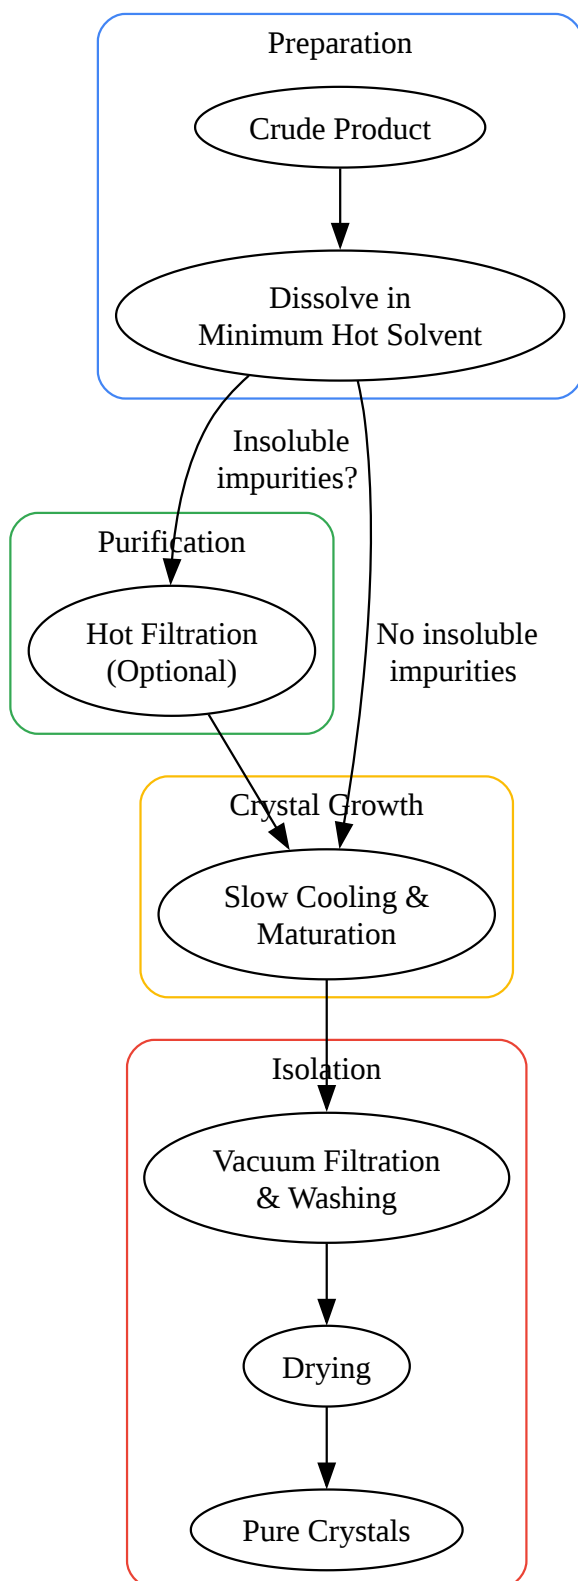 Preparation
Crude Product
Dissolve in
Minimum Hot Solvent
Insoluble
impurities?
Purification
Hot Filtration
(Optional)
No insoluble
impurities
Crystal Growth
Slow Cooling &
Maturation
Isolation
Vacuum Filtration
& Washing
Drying
Pure Crystals